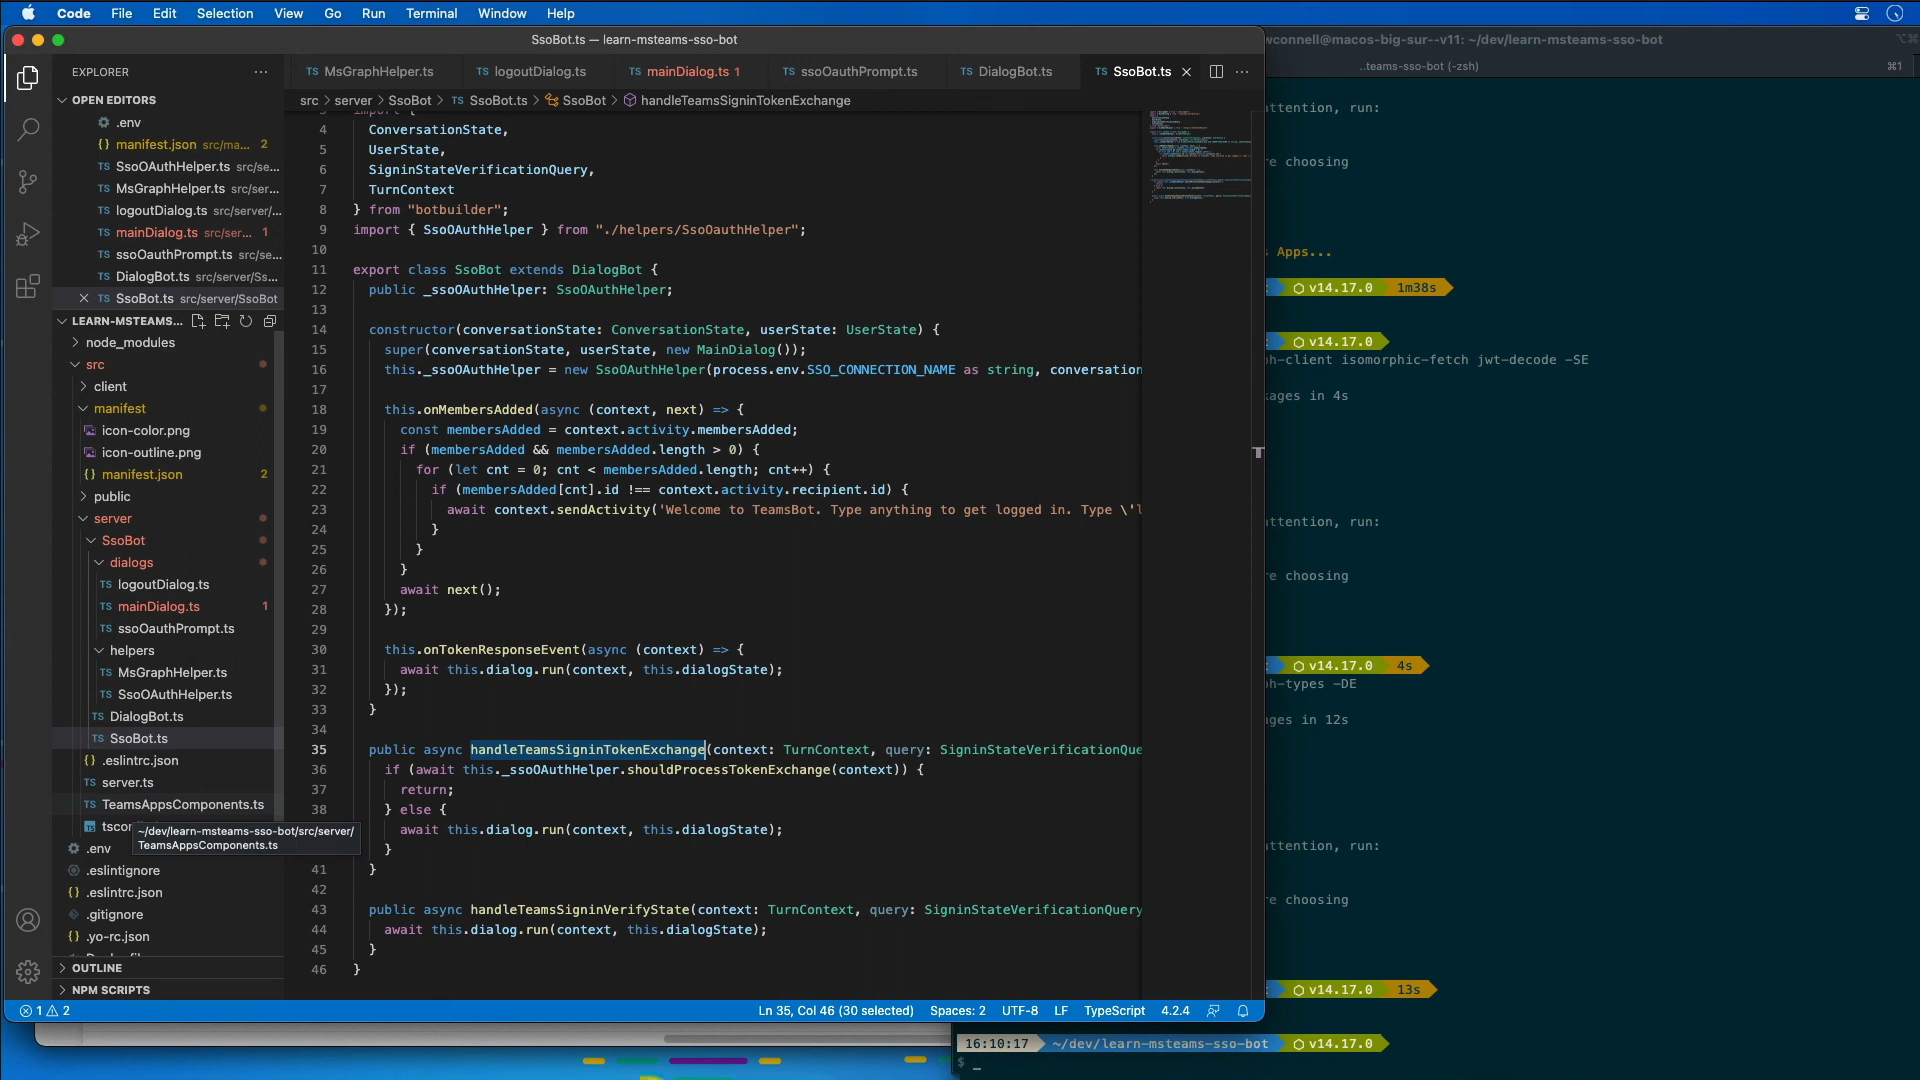 Code File Edit Selection View Go Run Terminal Window Help
SsoBot.ts — learn-msteams-sso-bot
EXPLORER
OPEN EDITORS
.env
manifest.json src/ma... 2
SsoOAuthHelper.ts src/se...
MsGraphHelper.ts src/ser...
logoutDialog.ts src/server/...
mainDialog.ts src/ser... 1
ssoOauthPrompt.ts src/se...
DialogBot.ts src/server/Ss...
SsoBot.ts src/server/SsoBot
LEARN-MSTEAMS...
node_modules
src
client
manifest
icon-color.png
icon-outline.png
manifest.json 2
public
server
SsoBot
dialogs
logoutDialog.ts
mainDialog.ts 1
ssoOauthPrompt.ts
helpers
MsGraphHelper.ts
SsoOAuthHelper.ts
DialogBot.ts
SsoBot.ts
.eslintrc.json
server.ts
TeamsAppsComponents.ts
tscon
~/dev/learn-msteams-sso-bot/src/server/
TeamsAppsComponents.ts
.env
.eslintignore
.eslintrc.json
.gitignore
.yo-rc.json
OUTLINE
NPM SCRIPTS
MsGraphHelper.ts logoutDialog.ts mainDialog.ts 1 ssoOauthPrompt.ts DialogBot.ts SsoBot.ts
src > server > SsoBot > SsoBot.ts > SsoBot > handleTeamsSigninTokenExchange
3 import {
4 ConversationState,
5 UserState,
6 SigninStateVerificationQuery,
7 TurnContext
8 } from "botbuilder";
9 import { SsoOAuthHelper } from "./helpers/SsoOauthHelper";
10
11 export class SsoBot extends DialogBot {
12 public _ssoOAuthHelper: SsoOAuthHelper;
13
14 constructor(conversationState: ConversationState, userState: UserState) {
15 super(conversationState, userState, new MainDialog());
16 this._ssoOAuthHelper = new SsoOAuthHelper(process.env.SSO_CONNECTION_NAME as string, conversation
17
18 this.onMembersAdded(async (context, next) => {
19 const membersAdded = context.activity.membersAdded;
20 if (membersAdded && membersAdded.length > 0) {
21 for (let cnt = 0; cnt < membersAdded.length; cnt++) {
22 if (membersAdded[cnt].id !== context.activity.recipient.id) {
23 await context.sendActivity('Welcome to TeamsBot. Type anything to get logged in. Type \'l
24 }
25 }
26 }
27 await next();
28 });
29
30 this.onTokenResponseEvent(async (context) => {
31 await this.dialog.run(context, this.dialogState);
32 });
33 }
34
35 public async handleTeamsSigninTokenExchange(context: TurnContext, query: SigninStateVerificationQue
36 if (await this._ssoOAuthHelper.shouldProcessTokenExchange(context)) {
37 return;
38 } else {
await this.dialog.run(context, this.dialogState);
}
41 }
42
43 public async handleTeamsSigninVerifyState(context: TurnContext, query: SigninStateVerificationQuery
44 await this.dialog.run(context, this.dialogState);
45 }
46 }
1 2
Ln 35, Col 46 (30 selected) Spaces: 2 UTF-8 LF TypeScript 4.2.4
wconnell@macos-big-sur--v11: ~/dev/learn-msteams-sso-bot
..teams-sso-bot (-zsh) ⌘1
ttention, run:
re choosing
s Apps...
v14.17.0 1m38s
v14.17.0
ph-client isomorphic-fetch jwt-decode -SE
kages in 4s
ttention, run:
re choosing
v14.17.0 4s
ph-types -DE
ages in 12s
ttention, run:
re choosing
v14.17.0 13s
16:10:17 ~/dev/learn-msteams-sso-bot v14.17.0
$ _